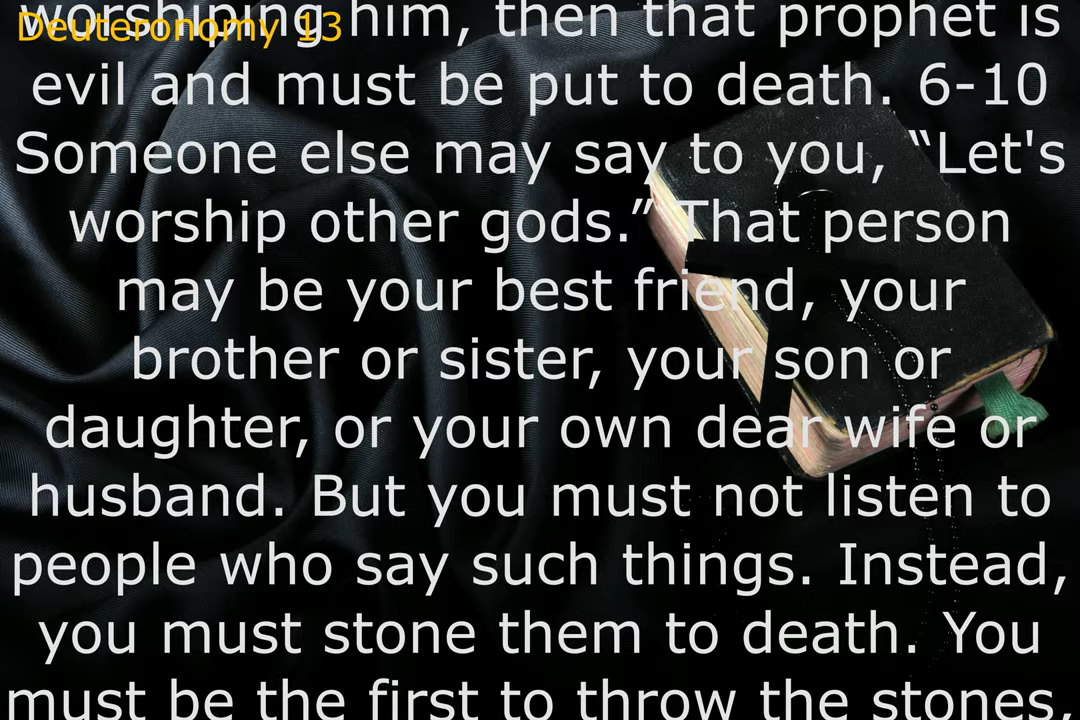 Deuteronomy 13
worshiping him, then that prophet is
evil and must be put to death. 6-10
Someone else may say to you, “Let's
worship other gods.” That person
may be your best friend, your
brother or sister, your son or
daughter, or your own dear wife or
husband. But you must not listen to
people who say such things. Instead,
you must stone them to death. You
must be the first to throw the stones,